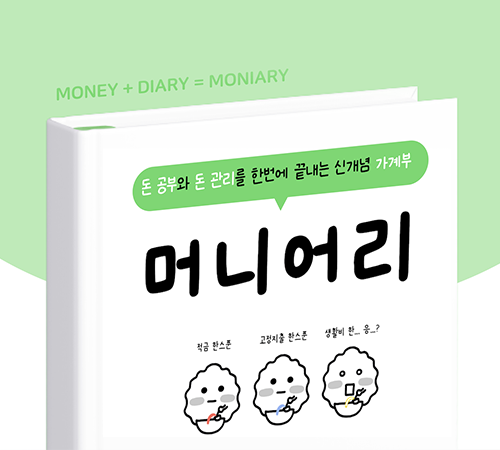 MONEY + DIARY = MONIARY
돈 공부와 돈 관리를 한번에 끝내는 신개념 가계부
머니어리
적금 한스푼
고정지출 한스푼
생활비 한... 응...?